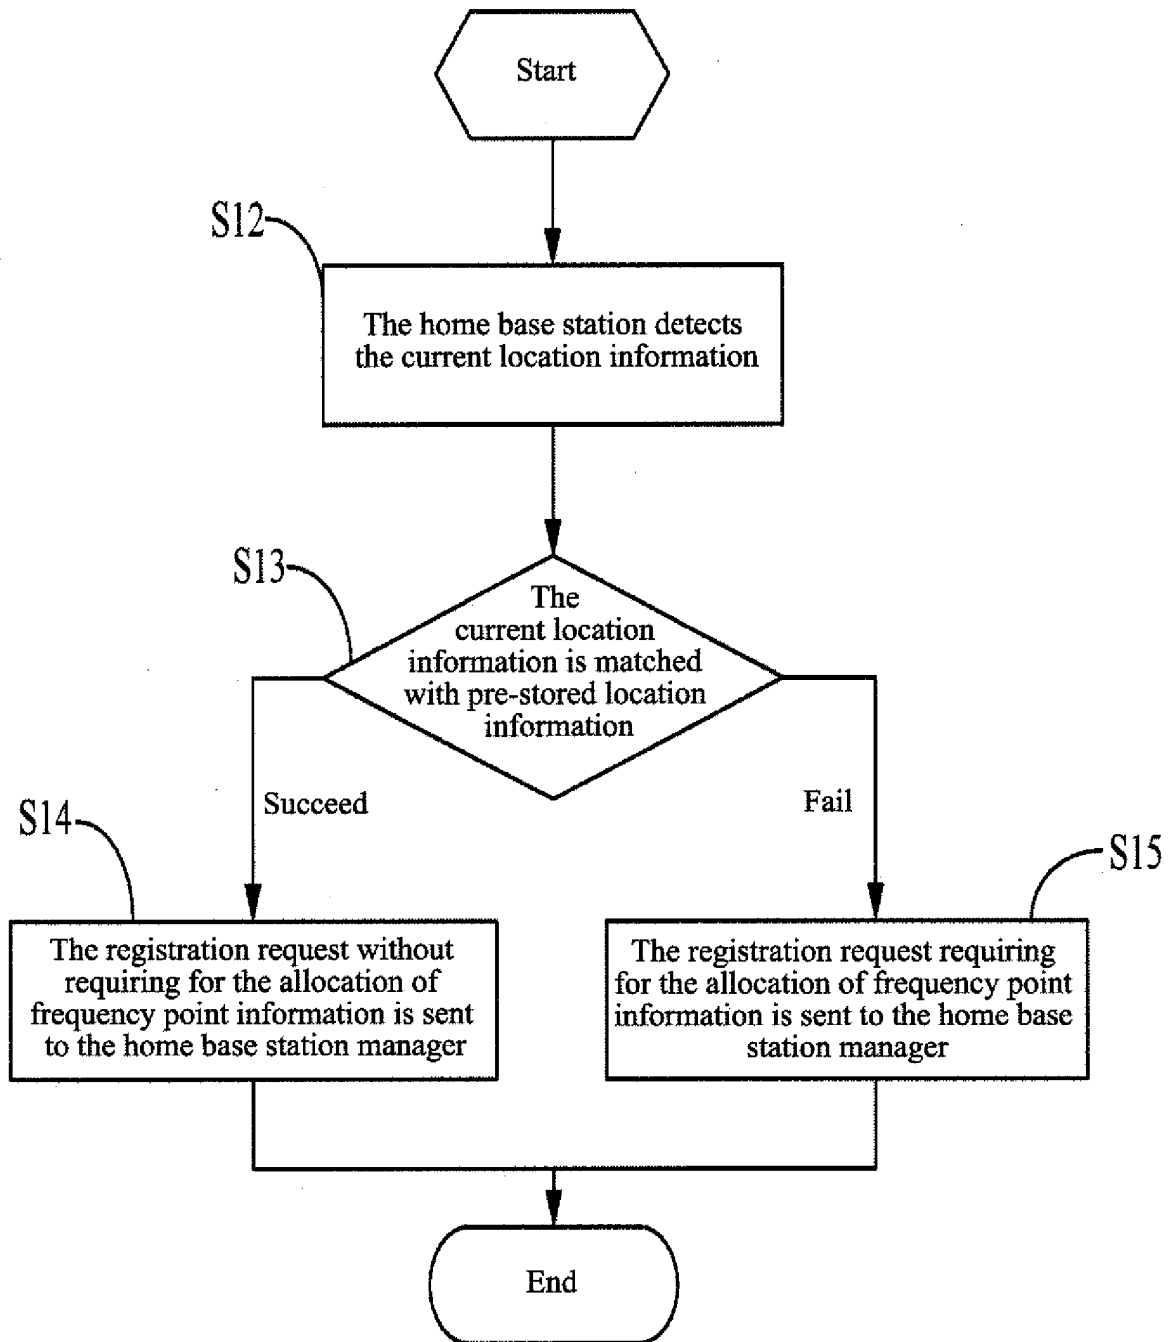 Start
S12
The home base station detects
the current location information
S13
The
current location
information is matched
with pre-stored location
information
Succeed
Fail
S14
S15
The registration request without
requiring for the allocation of
frequency point information is sent
to the home base station manager
The registration request requiring
for the allocation of frequency point
information is sent to the home base
station manager
End